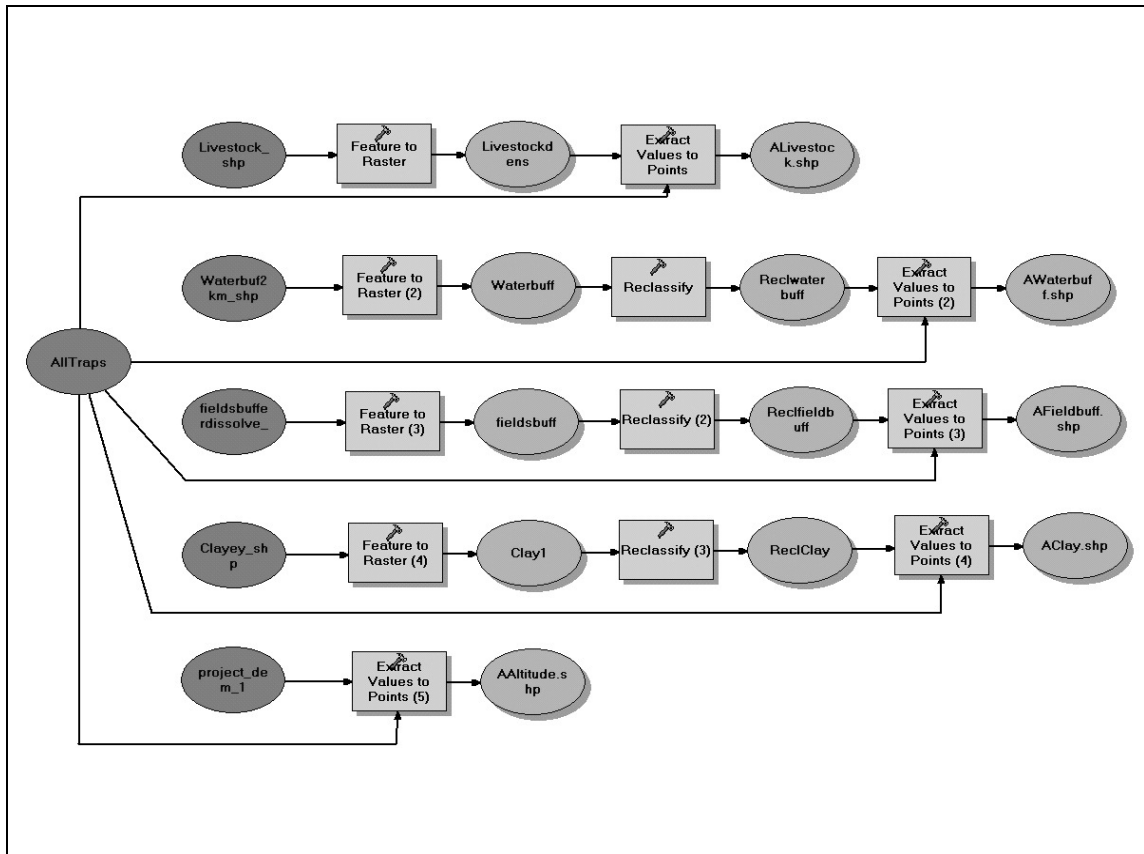 Livestock_
shp
Feature to
Raster
Livestockd
ens
Extract
Values to
Points
ALivestoc
k.shp
Waterbuf2
km_shp
Feature to
Raster (2)
Waterbuff
Reclassify
Reclwater
buff
Extract
Values to
Points (2)
AWaterbuf
f.shp
AllTraps
fieldsbuffe
rdissolve_
Feature to
Raster (3)
fieldsbuff
Reclassify (2)
Reclfieldb
uff
Extract
Values to
Points (3)
AFieldbuff.
shp
Clayey_sh
p
Feature to
Raster (4)
Clay1
Reclassify (3)
ReclClay
Extract
Values to
Points (4)
AClay.shp
project_de
m_1
Extract
Values to
Points (5)
AAltitude.s
hp